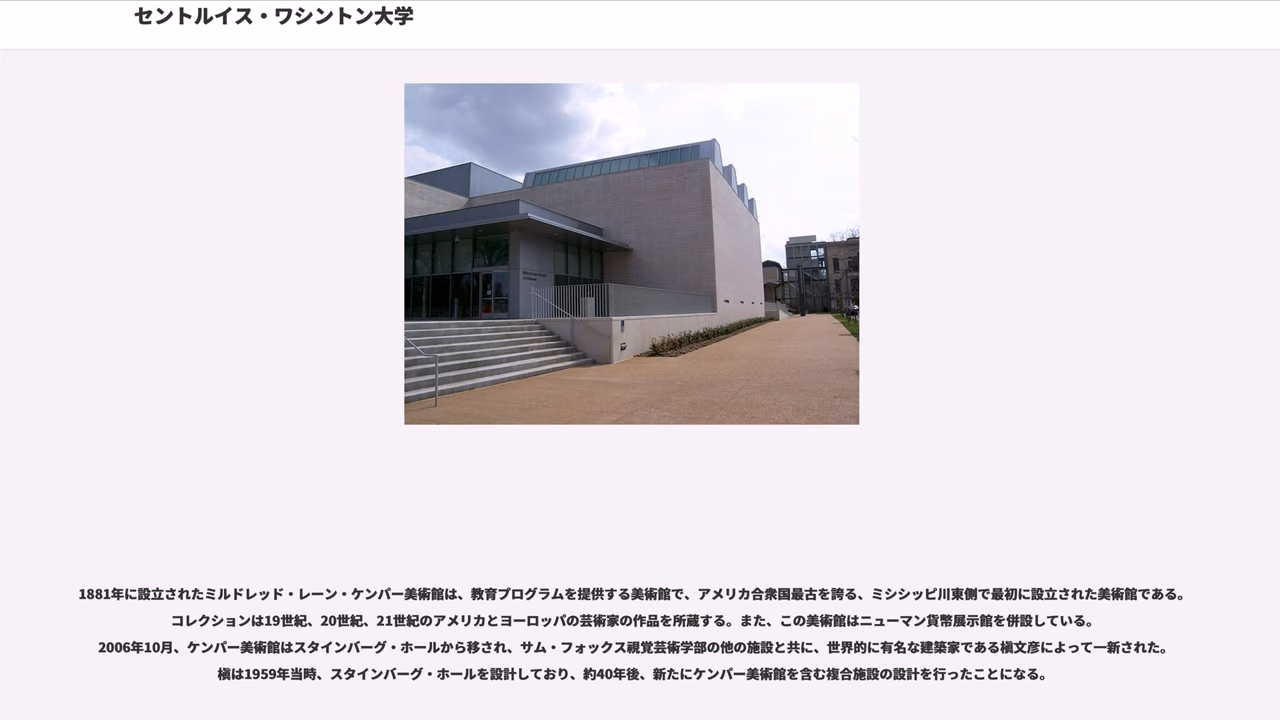 セントルイス・ワシントン大学
1881年に設立されたミルドレッド・レーン・ケンパー美術館は、教育プログラムを提供する美術館で、アメリカ合衆国最古を誇る、ミシシッピ川東側で最初に設立された美術館である。
コレクションは19世紀、20世紀、21世紀のアメリカとヨーロッパの芸術家の作品を所蔵する。また、この美術館はニューマン貨幣展示館を併設している。
2006年10月、ケンパー美術館はスタインバーグ・ホールから移され、サム・フォックス視覚芸術学部の他の施設と共に、世界的に有名な建築家である槇文彦によって一新された。
槇は1959年当時、スタインバーグ・ホールを設計しており、約40年後、新たにケンパー美術館を含む複合施設の設計を行ったことになる。